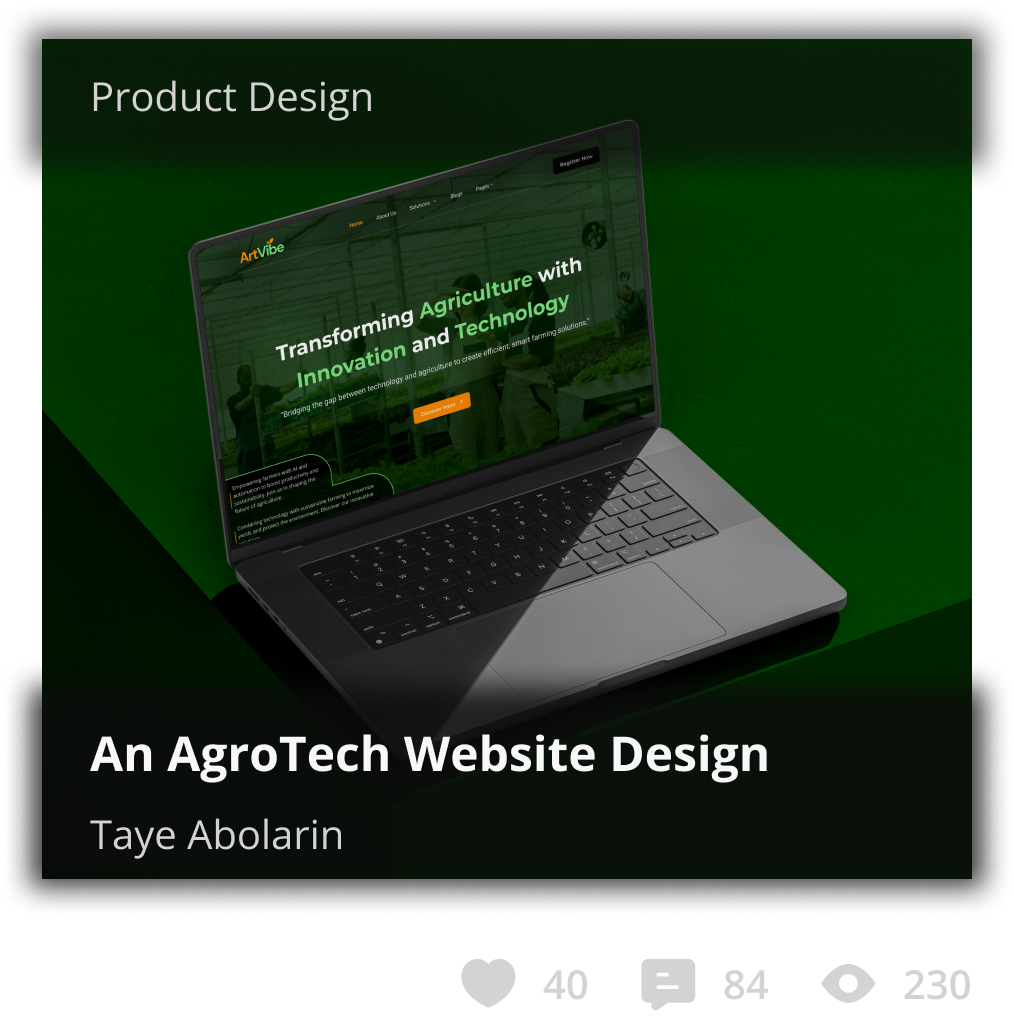 Product Design
Register Now
Home About Us Solutions Blogs Pages
ArtVibe
Transforming Agriculture with
Innovation and Technology
"Bridging the gap between technology and agriculture to create efficient, smart farming solutions."
Discover More
Empowering farmers with AI and
automation to boost productivity and
sustainability. Join us in shaping the
future of agriculture.
Combining technology with sustainable farming to maximize
yields and protect the environment. Discover our innovative
An AgroTech Website Design
Taye Abolarin
40 84 230